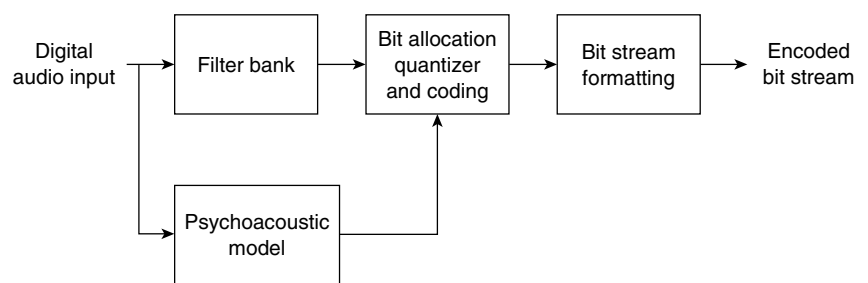 Digital
audio input
Filter bank
Bit allocation
quantizer
and coding
Bit stream
formatting
Encoded
bit stream
Psychoacoustic
model